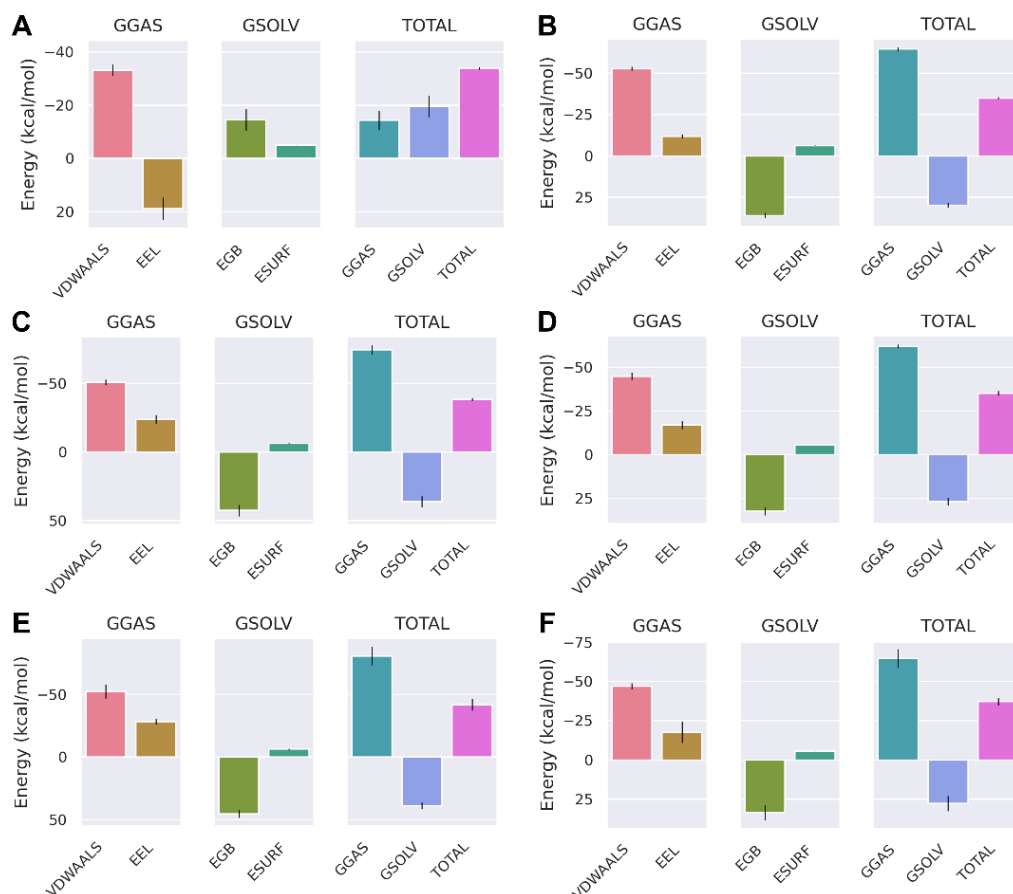 A
GGAS GSOLV TOTAL
Energy (kcal/mol)
−40
−20
0
20
VDWAALS EEL EGB ESURF GGAS GSOLV TOTAL
B
GGAS GSOLV TOTAL
Energy (kcal/mol)
−50
−25
0
25
VDWAALS EEL EGB ESURF GGAS GSOLV TOTAL
C
GGAS GSOLV TOTAL
Energy (kcal/mol)
−50
0
50
VDWAALS EEL EGB ESURF GGAS GSOLV TOTAL
D
GGAS GSOLV TOTAL
Energy (kcal/mol)
−50
−25
0
25
VDWAALS EEL EGB ESURF GGAS GSOLV TOTAL
E
GGAS GSOLV TOTAL
Energy (kcal/mol)
−50
0
50
VDWAALS EEL EGB ESURF GGAS GSOLV TOTAL
F
GGAS GSOLV TOTAL
Energy (kcal/mol)
−75
−50
−25
0
25
VDWAALS EEL EGB ESURF GGAS GSOLV TOTAL